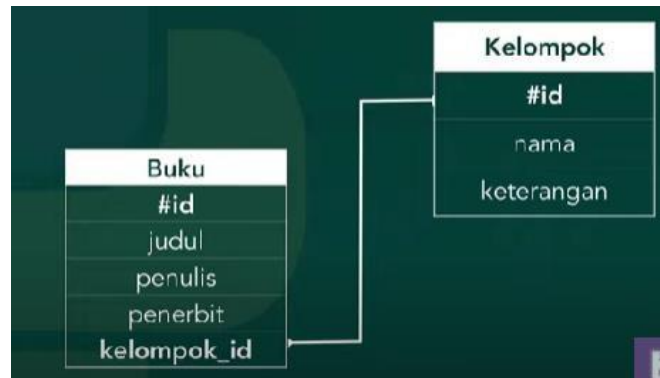 Kelompok
#id
nama
keterangan
Buku
#id
judul
penulis
penerbit
kelompok_id